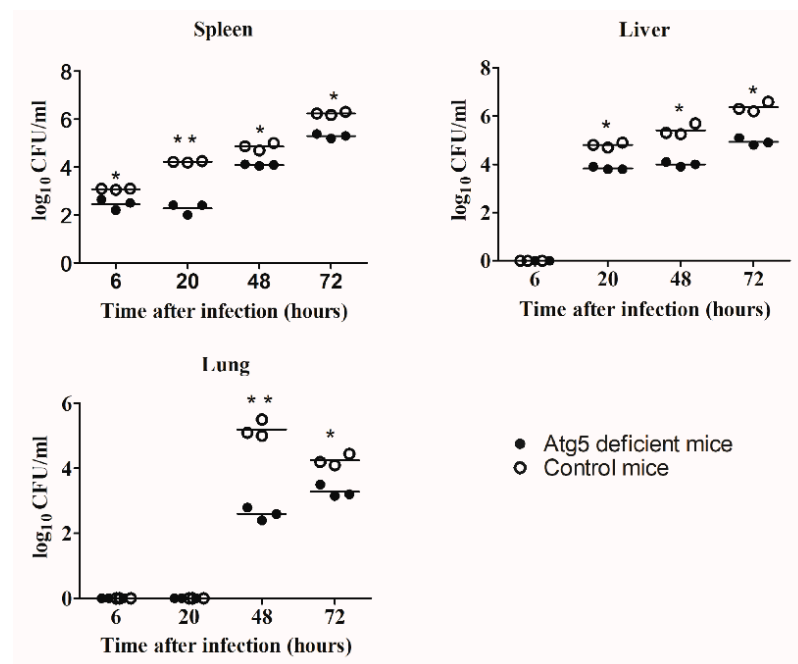 Spleen
8
6
4
2
0
log10 CFU/ml
*
* *
*
*
6 20 48 72
Time after infection (hours)
Liver
8
6
4
2
0
log10 CFU/ml
*
*
*
6 20 48 72
Time after infection (hours)
Lung
6
4
2
0
log10 CFU/ml
* *
*
6 20 48 72
Time after infection (hours)
Atg5 deficient mice
Control mice